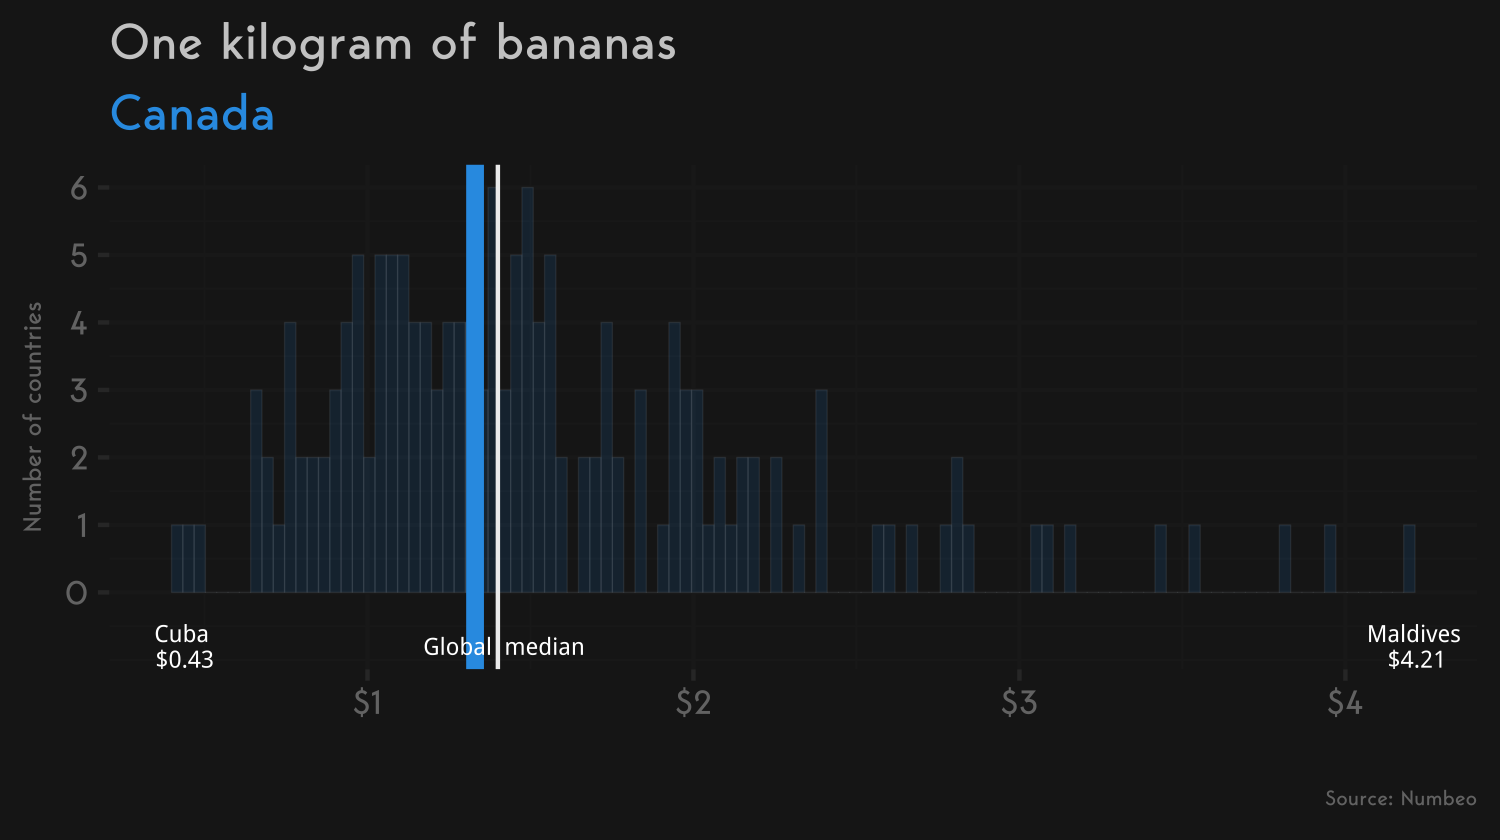 One kilogram of bananas
Canada
Number of countries
6
5
4
3
2
1
0
Cuba
$0.43
Global median
Maldives
$4.21
$1 $2 $3 $4
Source: Numbeo